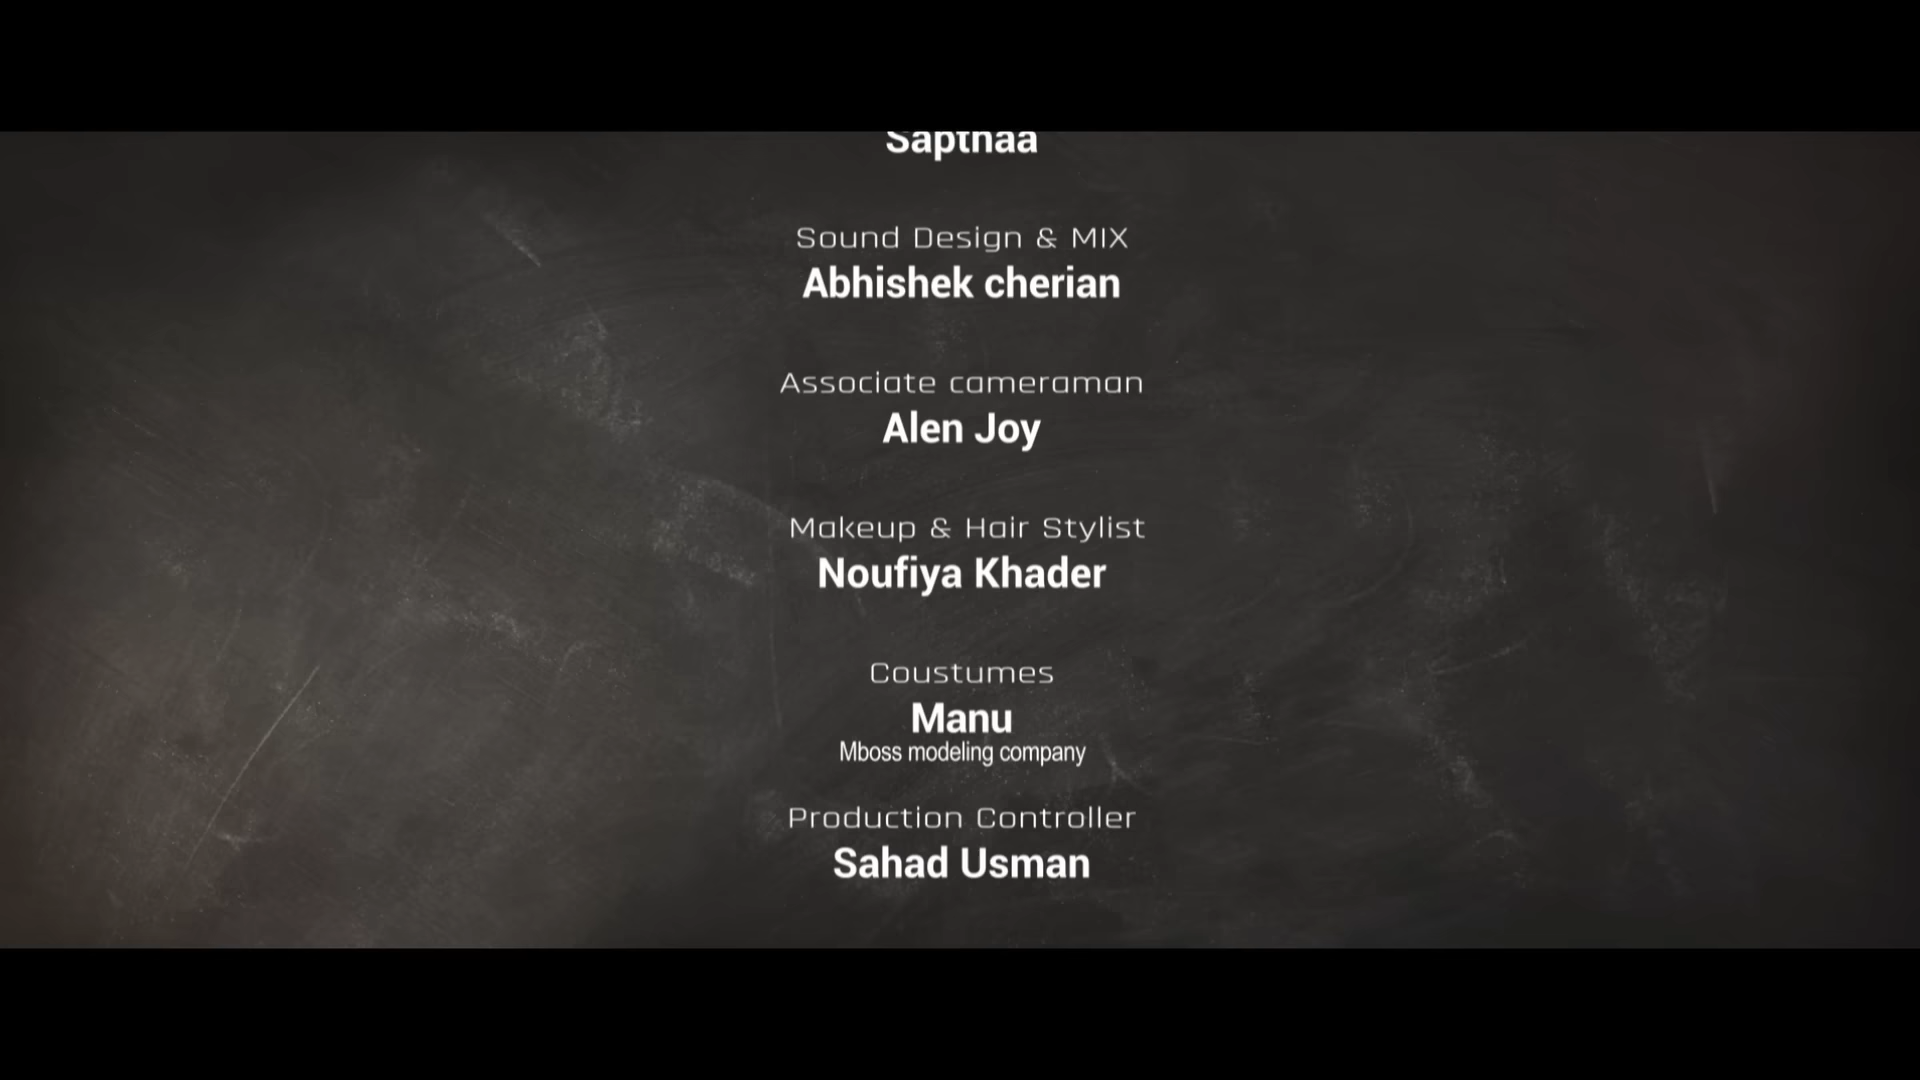 Sound Design & MIX
Abhishek cherian
Associate cameraman
Alen Joy
Makeup & Hair Stylist
Noufiya Khader
Coustumes
Manu
Mboss modeling company
Production Controller
Sahad Usman